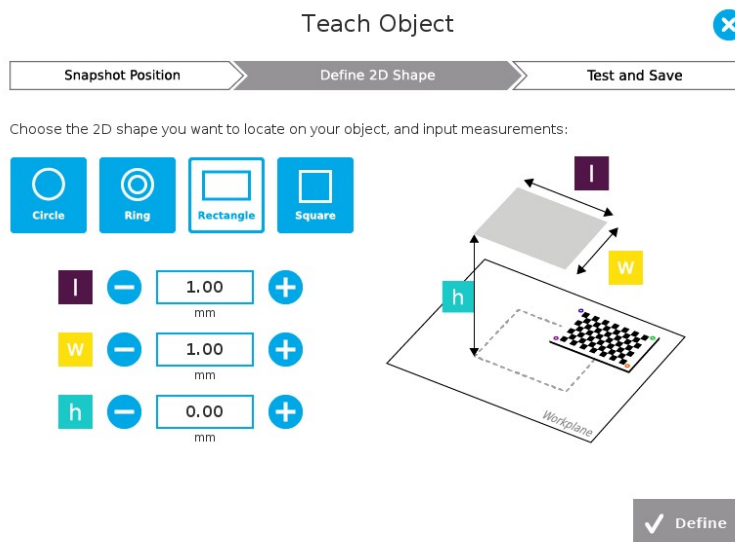 Teach Object
Snapshot Position
Define 2D Shape
Test and Save
Choose the 2D shape you want to locate on your object, and input measurements:
Circle
Ring
Rectangle
Square
l
1.00
mm
w
1.00
mm
h
0.00
mm
l
w
h
Workplane
Define